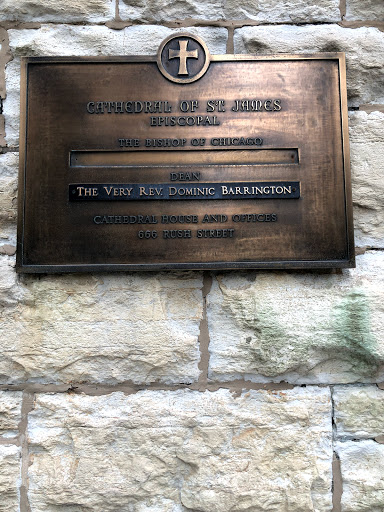 CATHEDRAL OF ST. JAMES
EPISCOPAL
THE BISHOP OF CHICAGO
DEAN
THE VERY REV. DOMINIC BARRINGTON
CATHEDRAL HOUSE AND OFFICES
666 RUSH STREET